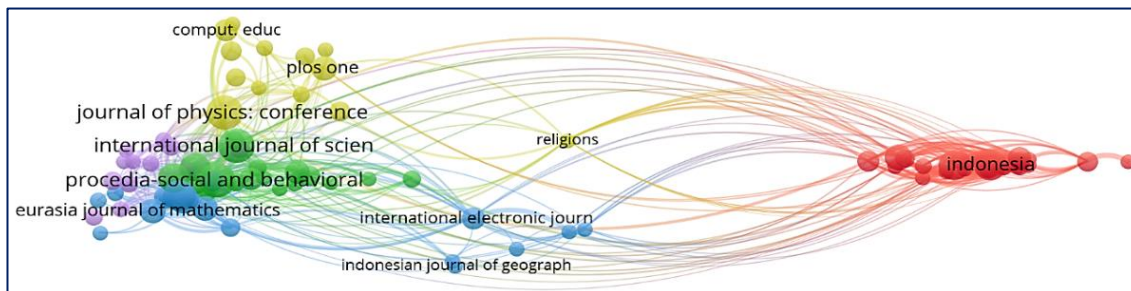 comput. educ
plos one
journal of physics: conference
international journal of scien
religions
indonesia
procedia-social and behavioral
eurasia journal of mathematics
international electronic journ
indonesian journal of geograph